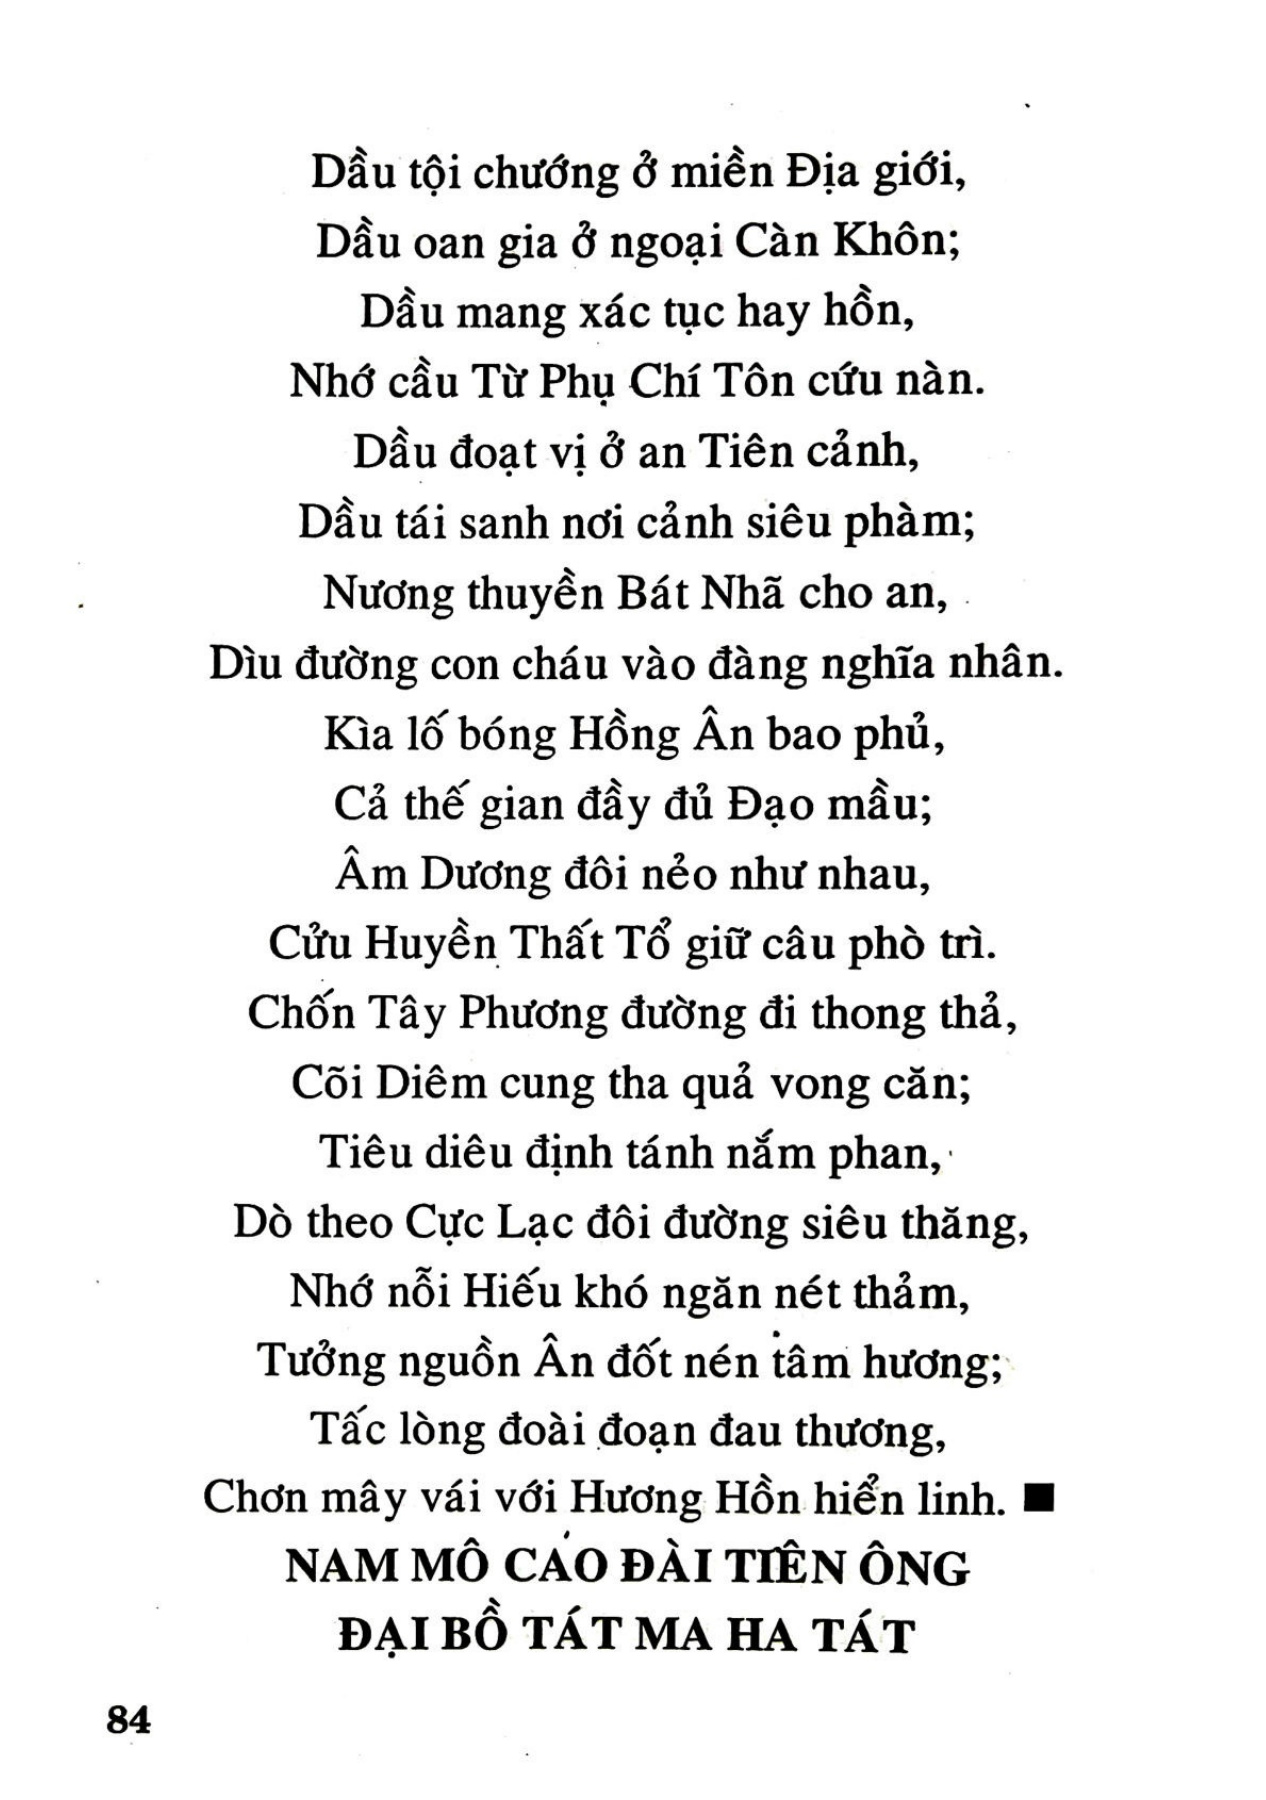 Dầu tội chướng ở miền Địa giới,
Dầu oan gia ở ngoại Càn Khôn;
Dầu mang xác tục hay hồn,
Nhớ cầu Từ Phụ Chí Tôn cứu nàn.
Dầu đoạt vị ở an Tiên cảnh,
Dầu tái sanh nơi cảnh siêu phàm;
Nương thuyền Bát Nhã cho an,
Dìu đường con cháu vào đàng nghĩa nhân.
Kìa lố bóng Hồng Ân bao phủ,
Cả thế gian đầy đủ Đạo mầu;
Âm Dương đôi nẻo như nhau,
Cửu Huyền Thất Tổ giữ câu phò trì.
Chốn Tây Phương đường đi thong thả,
Cõi Diêm cung tha quả vong căn;
Tiêu diêu định tánh nắm phan,
Dò theo Cực Lạc đôi đường siêu thăng,
Nhớ nỗi Hiếu khó ngăn nét thảm,
Tưởng nguồn Ân đốt nén tâm hương;
Tấc lòng đoài đoạn đau thương,
Chơn mây vái với Hương Hồn hiển linh. ■
NAM MÔ CAO ĐÀI TIÊN ÔNG
ĐẠI BỒ TÁT MA HA TÁT
84